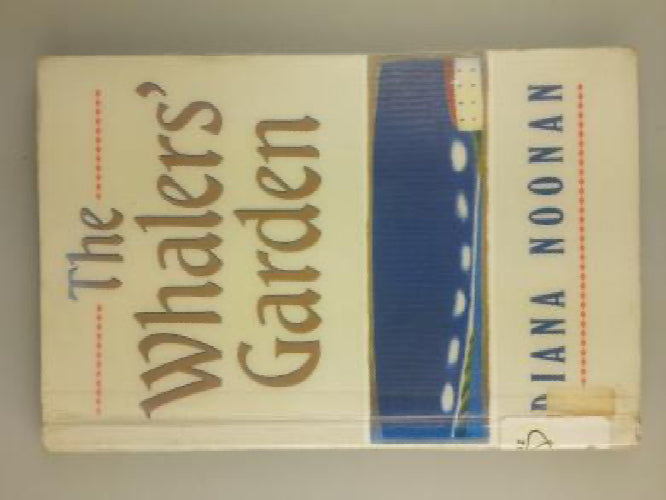 The
Whalers'
Garden
DIANA NOONAN